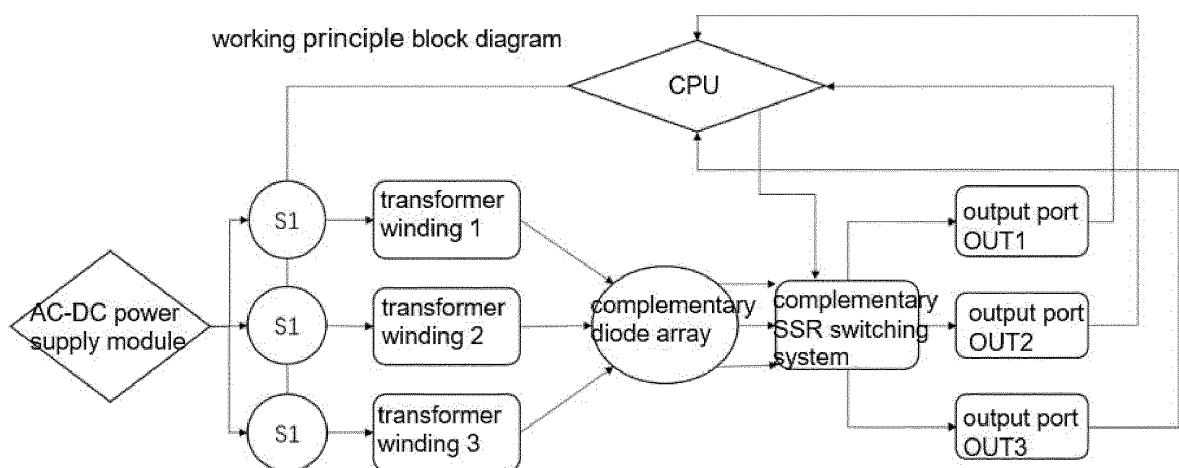 working principle block diagram
CPU
S1
transformer
winding 1
output port
OUT1
AC-DC power
supply module
S1
transformer
winding 2
complementary
diode array
complementary
SSR switching
system
output port
OUT2
S1
transformer
winding 3
output port
OUT3